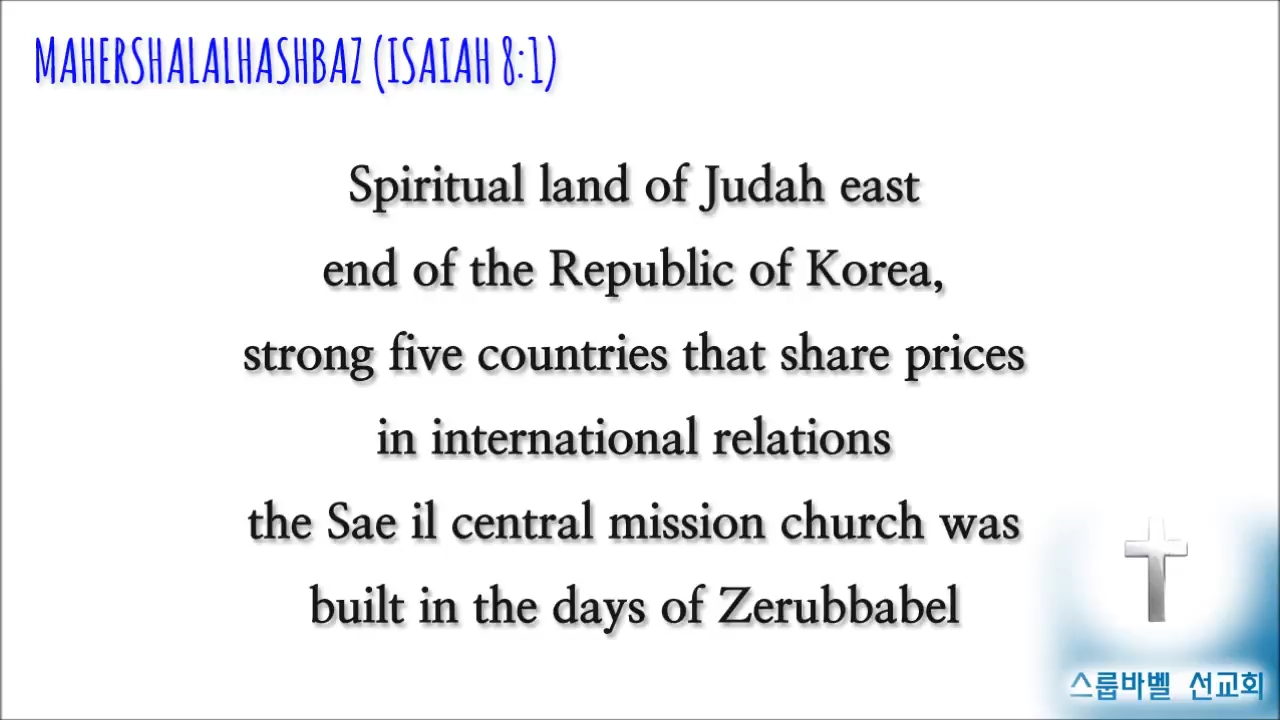 MAHERSHALALHASHBAZ (ISAIAH 8:1)
Spiritual land of Judah east
end of the Republic of Korea,
strong five countries that share prices
in international relations
the Sae il central mission church was
built in the days of Zerubbabel
스룹바벨 선교회